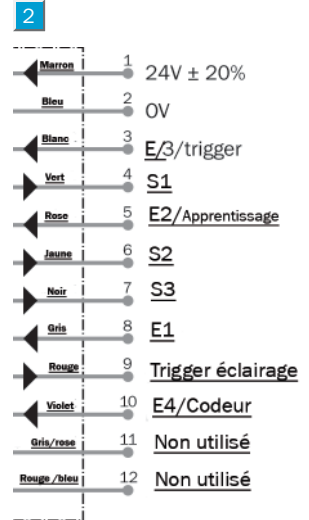 2
Marron 1 24V ± 20%
Bleu 2 0V
Blanc 3 E/3/trigger
Vert 4 S1
Rose 5 E2/Apprentissage
Jaune 6 S2
Noir 7 S3
Gris 8 E1
Rouge 9 Trigger éclairage
Violet 10 E4/Codeur
Gris/rose 11 Non utilisé
Rouge /bleu 12 Non utilisé